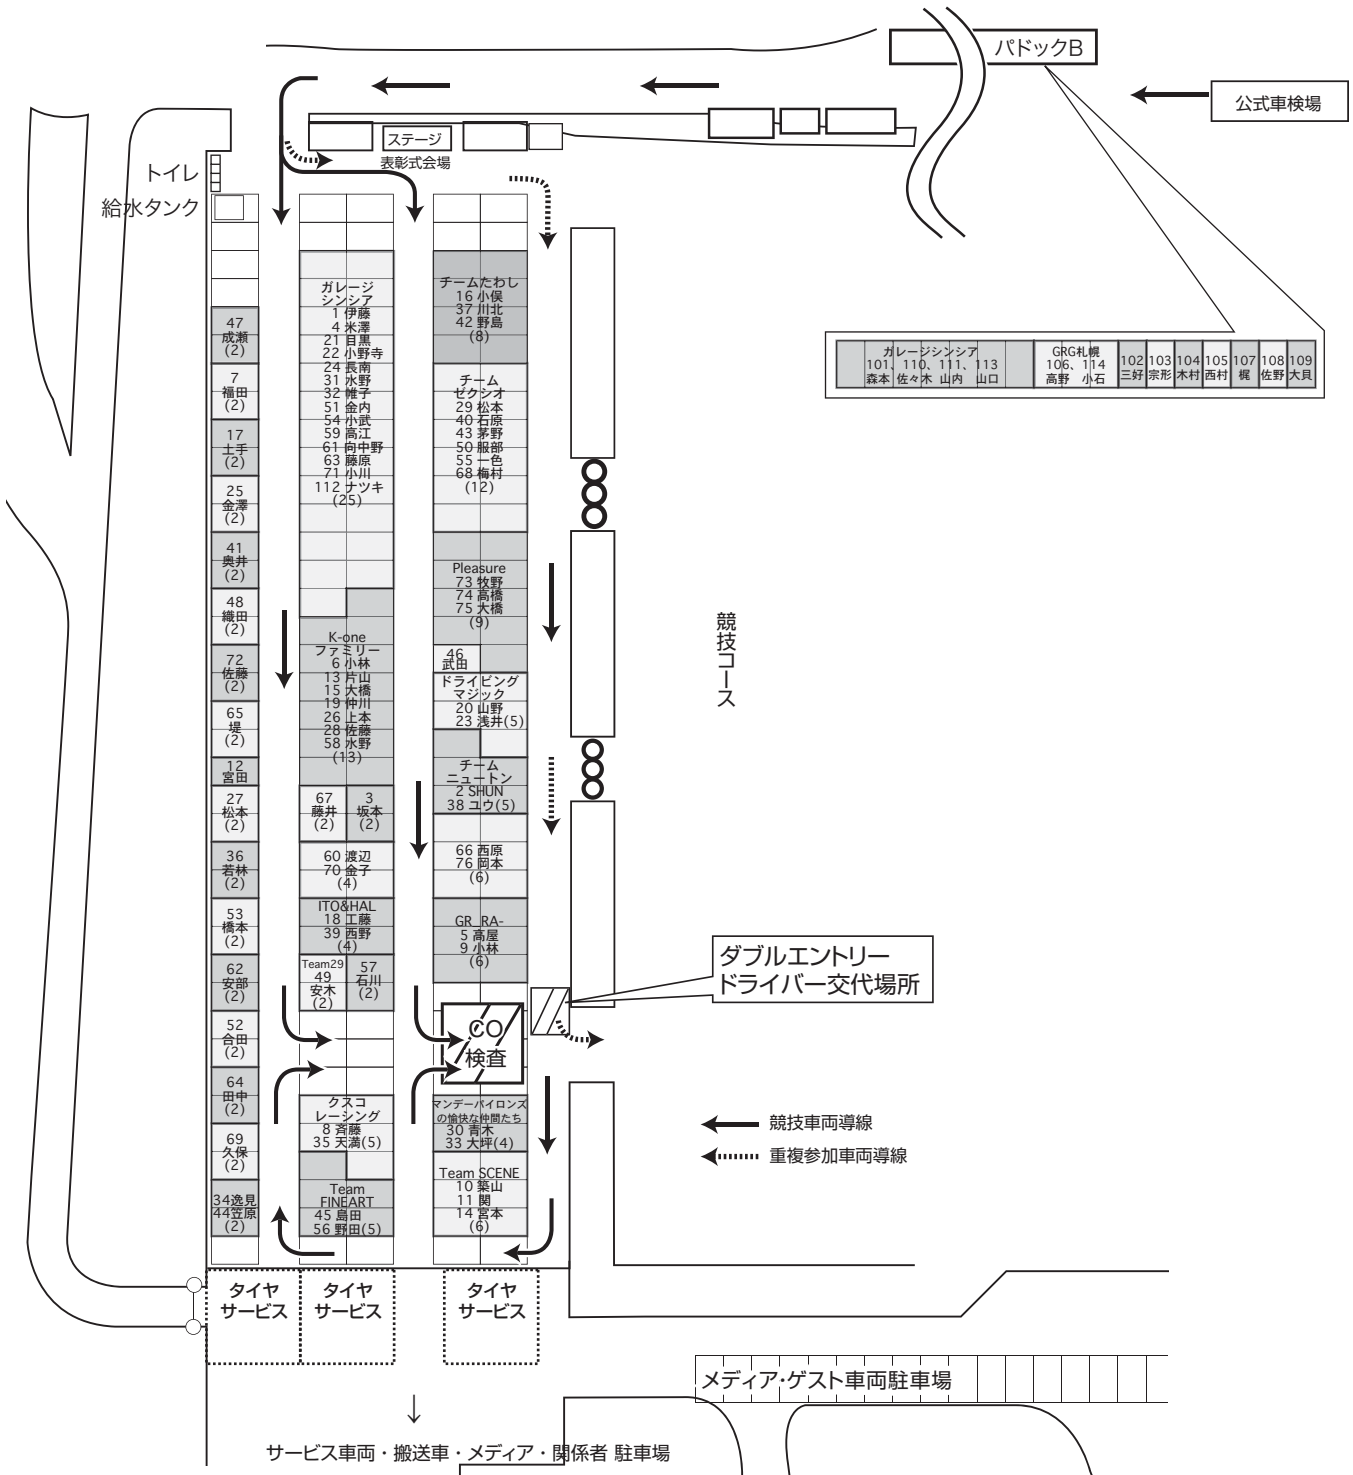 パドックB
公式車検場
ステージ
表彰式会場
トイレ
給水タンク
47
成瀬
(2)
7
福田
(2)
17
土手
(2)
25
金澤
(2)
41
奥井
(2)
48
織田
(2)
72
佐藤
(2)
65
堤
(2)
12
宮田
27
松本
(2)
36
若林
(2)
53
橋本
(2)
62
安部
(2)
52
合田
(2)
64
田中
(2)
69
久保
(2)
34逸見
44笠原
(2)
ガレージ
シンシア
1 伊藤
4 米澤
21 目黒
22 小野寺
24 長南
31 水野
32 帷子
51 金内
54 小武
59 高江
61 向中野
63 藤原
71 小川
112 ナツキ
(25)
K-one
ファミリー
6 小林
13 片山
15 大橋
19 仲川
26 上本
28 佐藤
58 水野
(13)
67
藤井
(2)
3
坂本
(2)
60 渡辺
70 金子
(4)
ITO&HAL
18 工藤
39 西野
(4)
Team29
49
安木
(2)
57
石川
(2)
クスコ
レーシング
8 斉藤
35 天満(5)
Team
FINEART
45 島田
56 野田(5)
チームたわし
16 小俣
37 川北
42 野島
(8)
チーム
ゼクシオ
29 松本
40 石原
43 茅野
50 服部
55 一色
68 梅村
(12)
Pleasure
73 牧野
74 高橋
75 大橋
(9)
46
武田
ドライビング
マジック
20 山野
23 浅井(5)
チーム
ニュートン
2 SHUN
38 ユウ(5)
66 西原
76 岡本
(6)
GR_RA-
5 髙屋
9 小林
(6)
CO
検査
マンデーパイロンズ
の愉快な仲間たち
30 青木
33 大坪(4)
Team SCENE
10 築山
11 関
14 宮本
(6)
ガレージシンシア
101、110、111、113
森本 佐々木 山内 山口
GRG札幌
106、114
高野 小石
102
三好
103
宗形
104
木村
105
西村
107
梶
108
佐野
109
大貝
競技コース
ダブルエントリー
ドライバー交代場所
競技車両導線
重複参加車両導線
タイヤ
サービス
タイヤ
サービス
タイヤ
サービス
メディア・ゲスト車両駐車場
↓
サービス車両・搬送車・メディア・関係者 駐車場